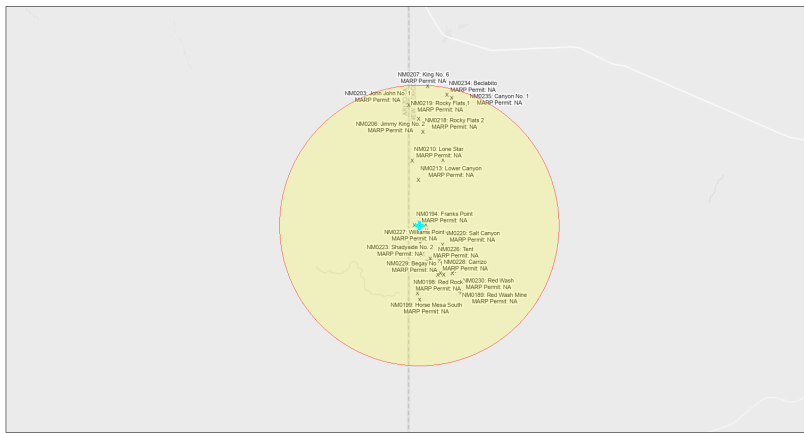 NM0207: King No. 6
MARP Permit: NA
NM0234: Beclabito
MARP Permit: NA
NM0203: John John No. 1
MARP Permit: NA
NM0235: Canyon No. 1
MARP Permit: NA
NM0219: Rocky Flats 1
MARP Permit: NA
NM0206: Jimmy King No. 2
MARP Permit: NA
NM0218: Rocky Flats 2
MARP Permit: NA
NM0210: Lone Star
MARP Permit: NA
NM0213: Lower Canyon
MARP Permit: NA
NM0194: Franks Point
MARP Permit: NA
NM0227: Williams Point
MARP Permit: NA
NM0220: Salt Canyon
MARP Permit: NA
NM0223: Shadyside No. 2
MARP Permit: NA
NM0226: Tent
MARP Permit: NA
NM0229: Begay No.
MARP Permit: NA
NM0228: Carrizo
MARP Permit: NA
NM0198: Red Rock
MARP Permit: NA
NM0230: Red Wash
MARP Permit: NA
NM0189: Red Wash Mine
MARP Permit: NA
NM0199: Horse Mesa South
MARP Permit: NA